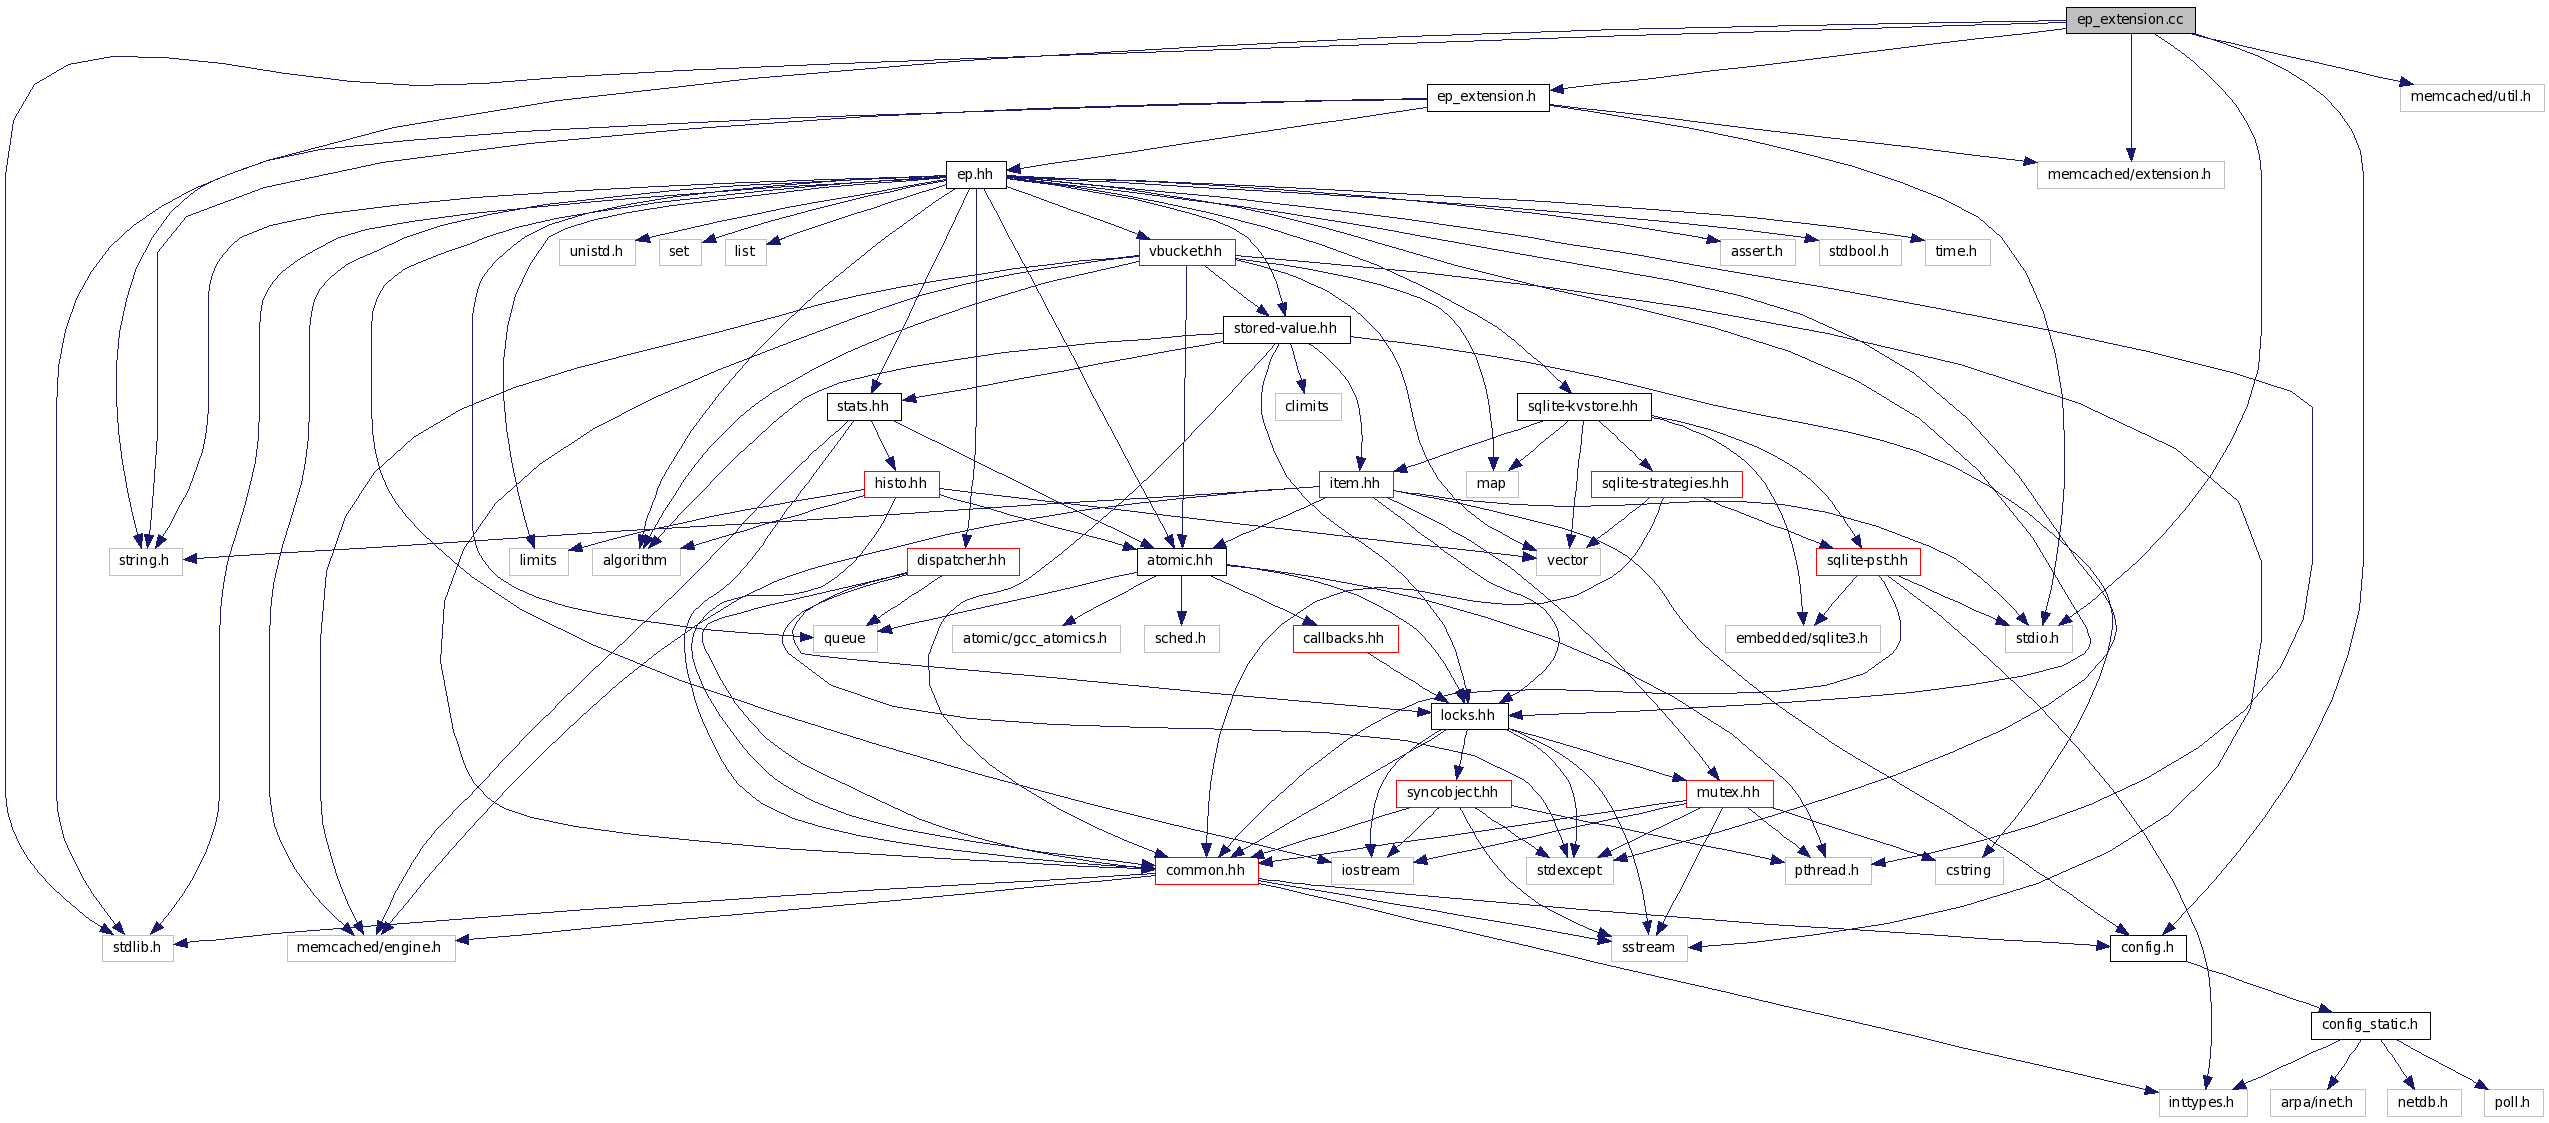 ep_extension.cc
ep_extension.h
memcached/util.h
ep.hh
memcached/extension.h
unistd.h
set
list
vbucket.hh
assert.h
stdbool.h
time.h
stored-value.hh
stats.hh
climits
sqlite-kvstore.hh
histo.hh
item.hh
map
sqlite-strategies.hh
string.h
limits
algorithm
dispatcher.hh
atomic.hh
vector
sqlite-pst.hh
queue
atomic/gcc_atomics.h
sched.h
callbacks.hh
embedded/sqlite3.h
stdio.h
locks.hh
syncobject.hh
mutex.hh
common.hh
iostream
stdexcept
pthread.h
cstring
stdlib.h
memcached/engine.h
sstream
config.h
config_static.h
inttypes.h
arpa/inet.h
netdb.h
poll.h